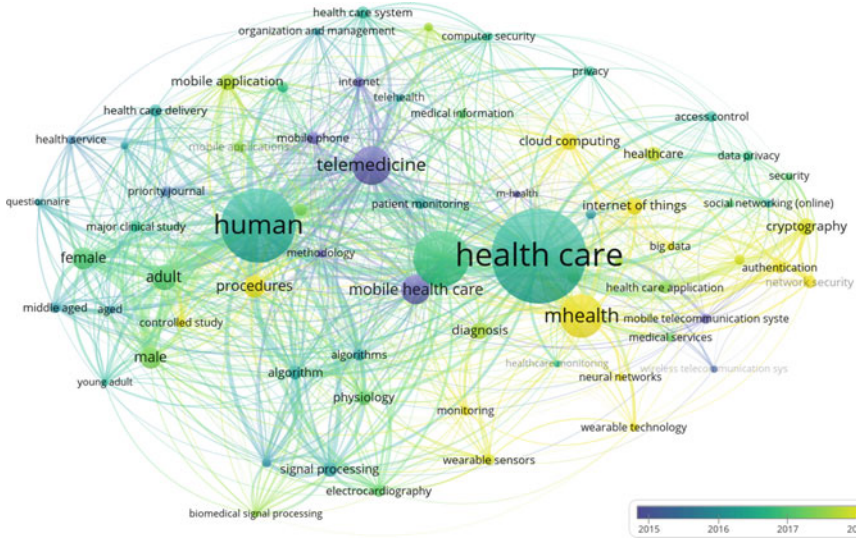 health care system
organization and management
computer security
internet
privacy
mobile application
telehealth
health care delivery
medical information
access control
health service
mobile phone
mobile applications
cloud computing
healthcare
data privacy
telemedicine
security
priority journal
m-health
questionnaire
patient monitoring
internet of things
social networking (online)
human
major clinical study
cryptography
methodology
big data
health care
female
adult
authentication
procedures
mobile health care
health care application
network security
middle aged
aged
mhealth
mobile telecommunication syste
controlled study
diagnosis
medical services
male
algorithms
healthcare monitoring
wireless telecommunication sys
algorithm
neural networks
young adult
physiology
monitoring
wearable technology
signal processing
wearable sensors
electrocardiography
biomedical signal processing
2015 2016 2017